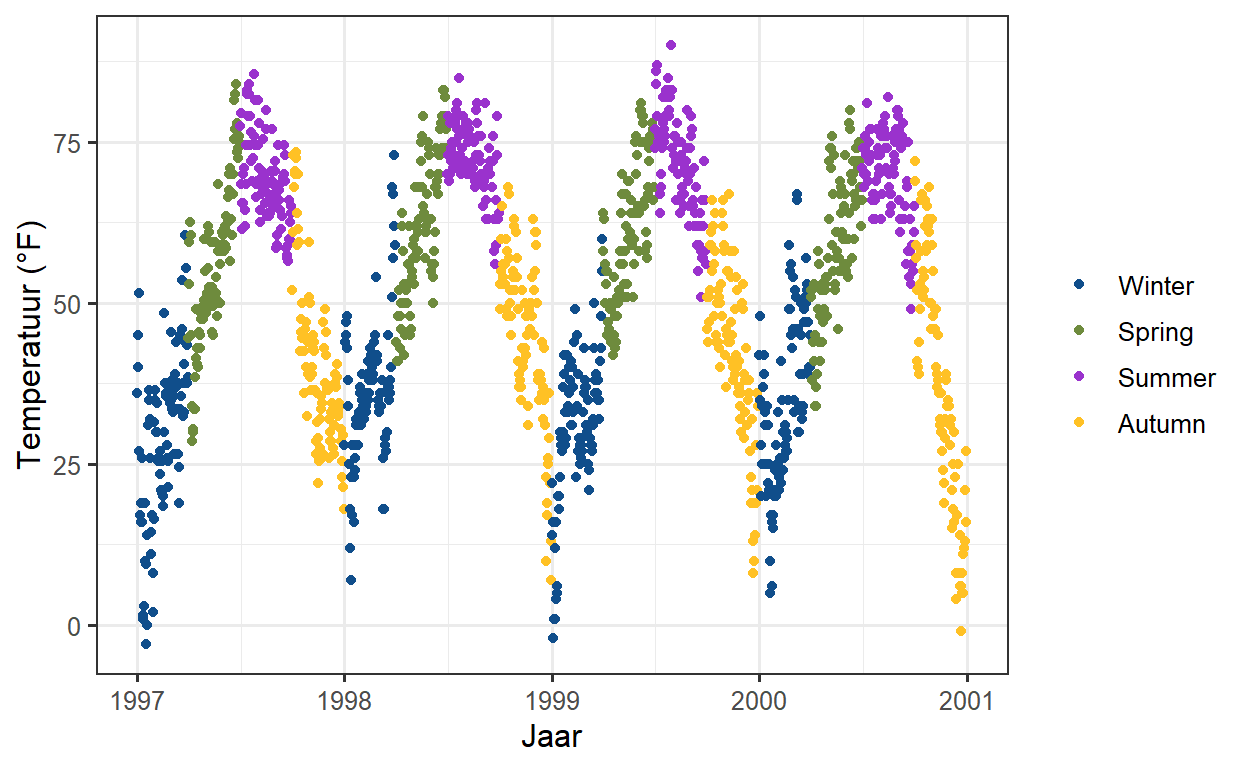 Temperatuur (°F)
75
50
25
0
1997 1998 1999 2000 2001
Jaar
Winter
Spring
Summer
Autumn